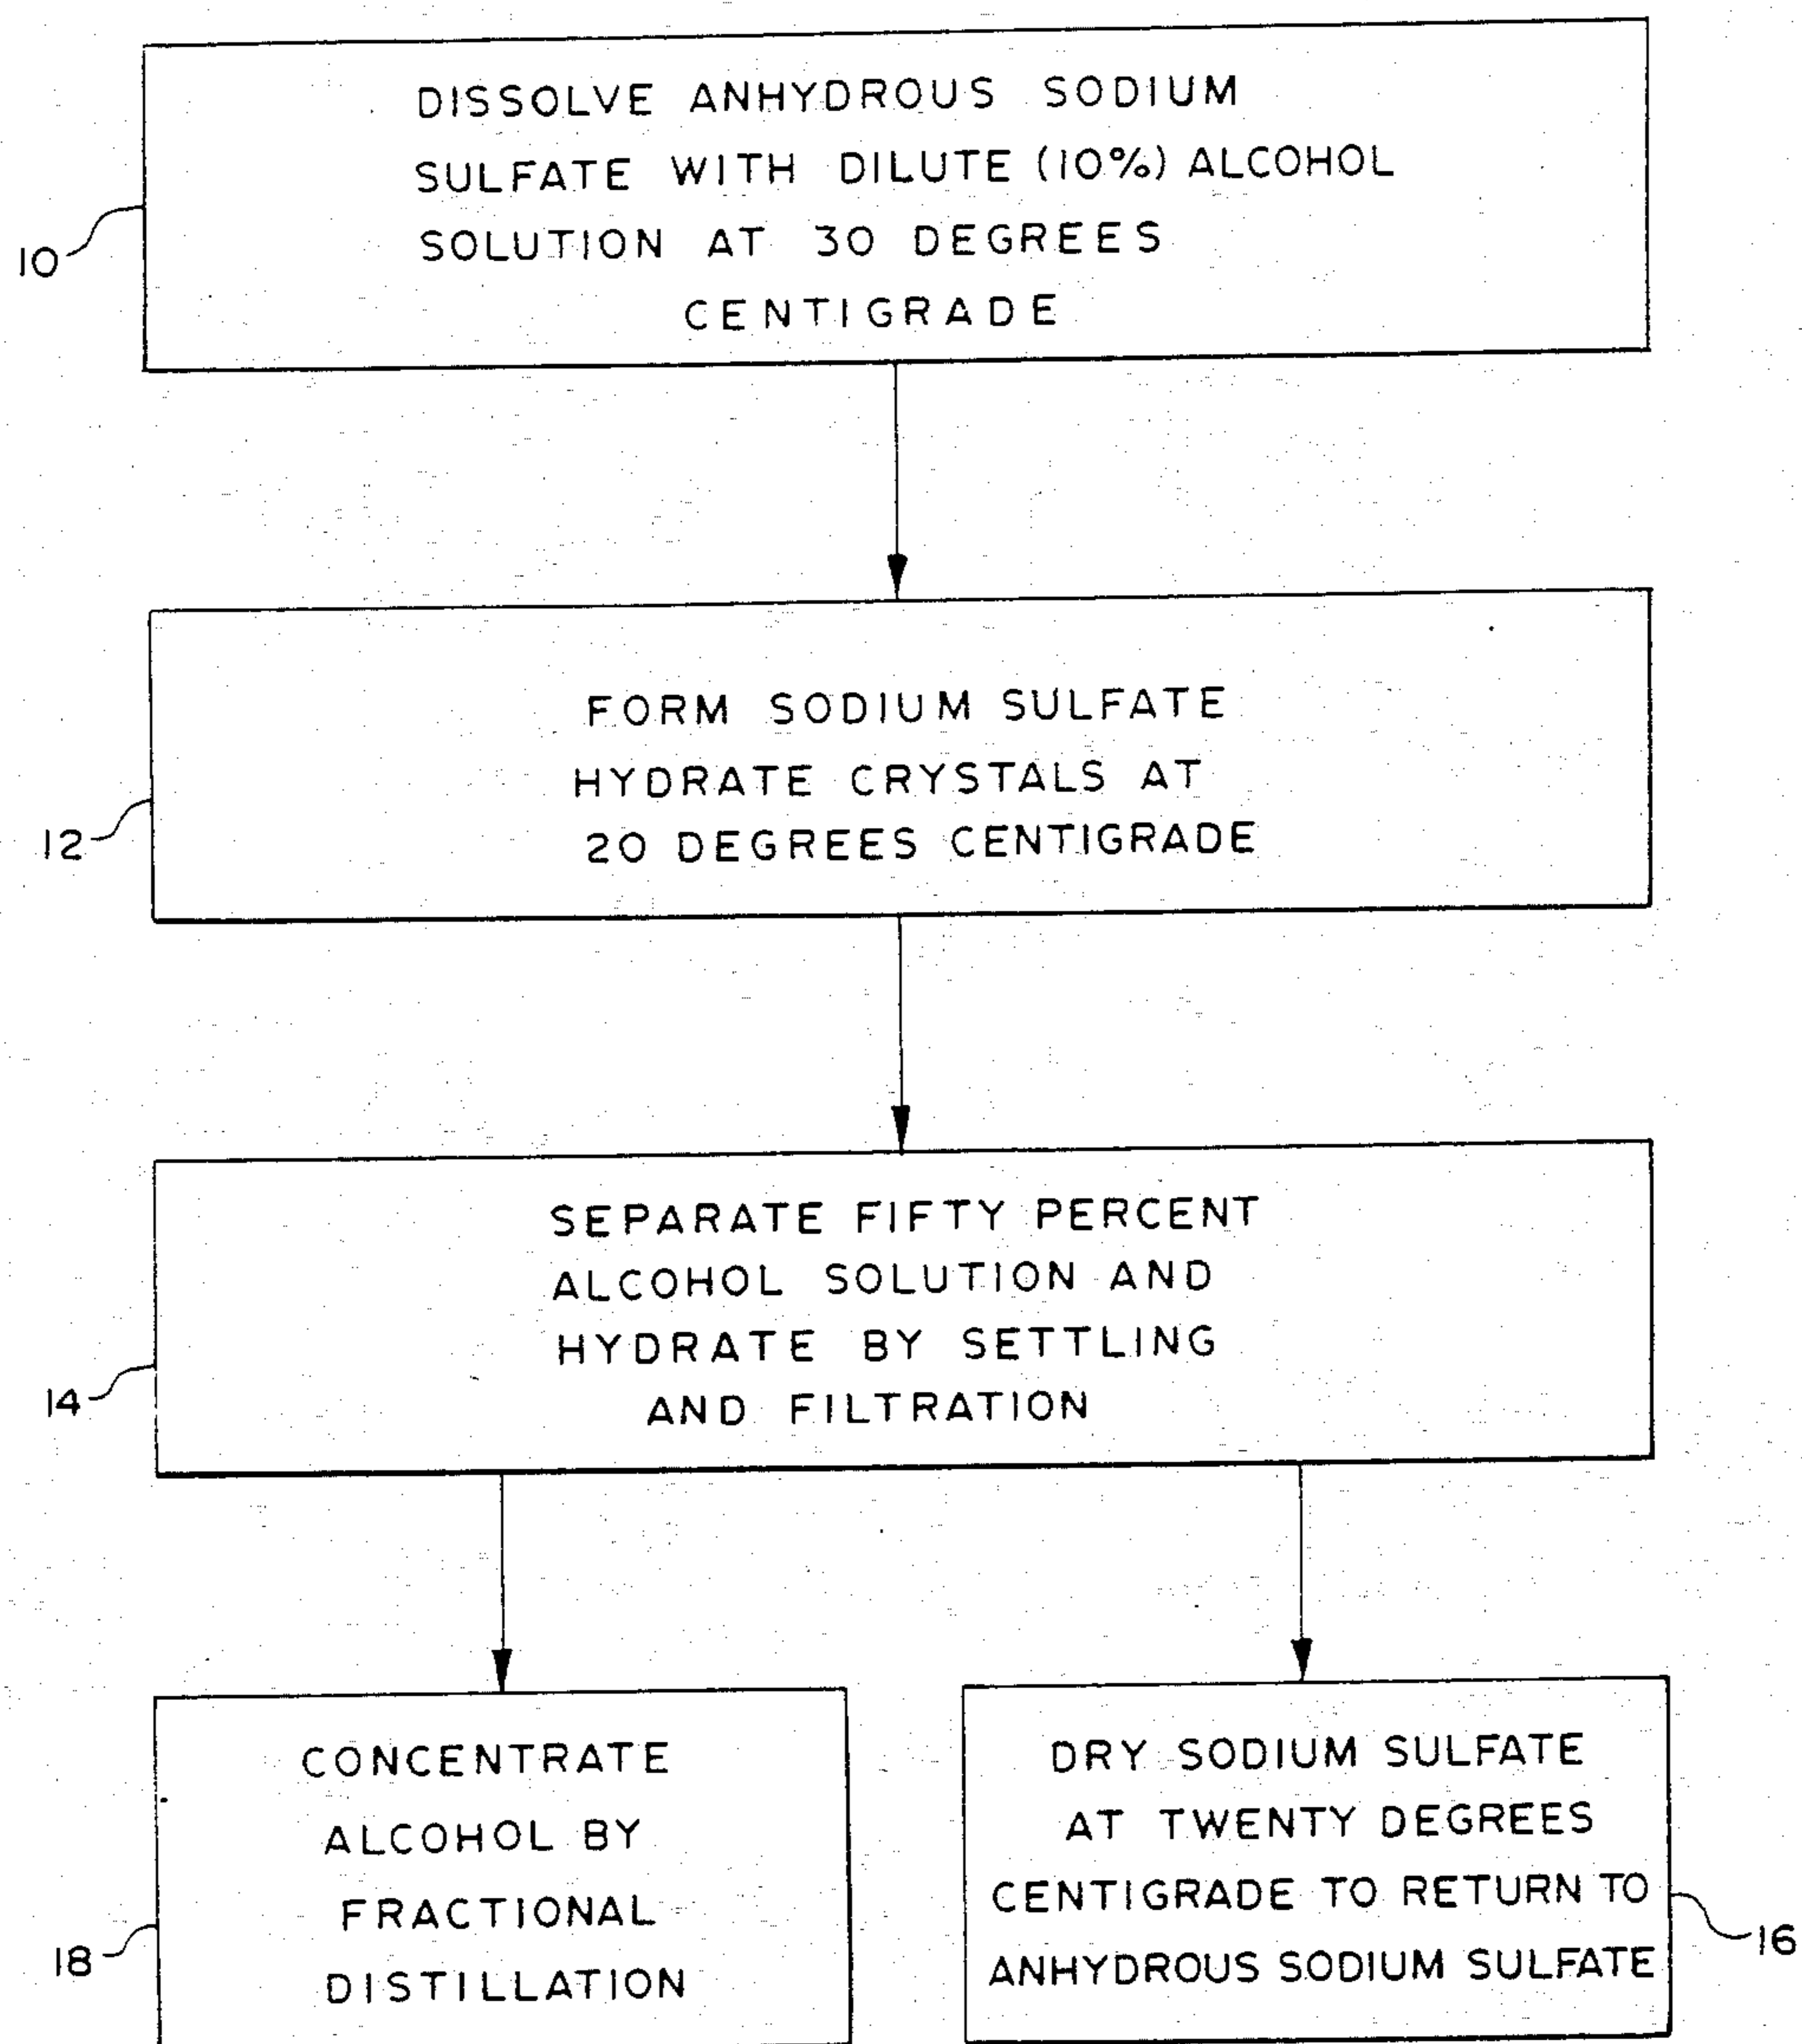 DISSOLVE ANHYDROUS SODIUM
SULFATE WITH DILUTE (10%) ALCOHOL
SOLUTION AT 30 DEGREES
CENTIGRADE
10
FORM SODIUM SULFATE
HYDRATE CRYSTALS AT
20 DEGREES CENTIGRADE
12
SEPARATE FIFTY PERCENT
ALCOHOL SOLUTION AND
HYDRATE BY SETTLING
AND FILTRATION
14
CONCENTRATE
ALCOHOL BY
FRACTIONAL
DISTILLATION
18
DRY SODIUM SULFATE
AT TWENTY DEGREES
CENTIGRADE TO RETURN TO
ANHYDROUS SODIUM SULFATE
16